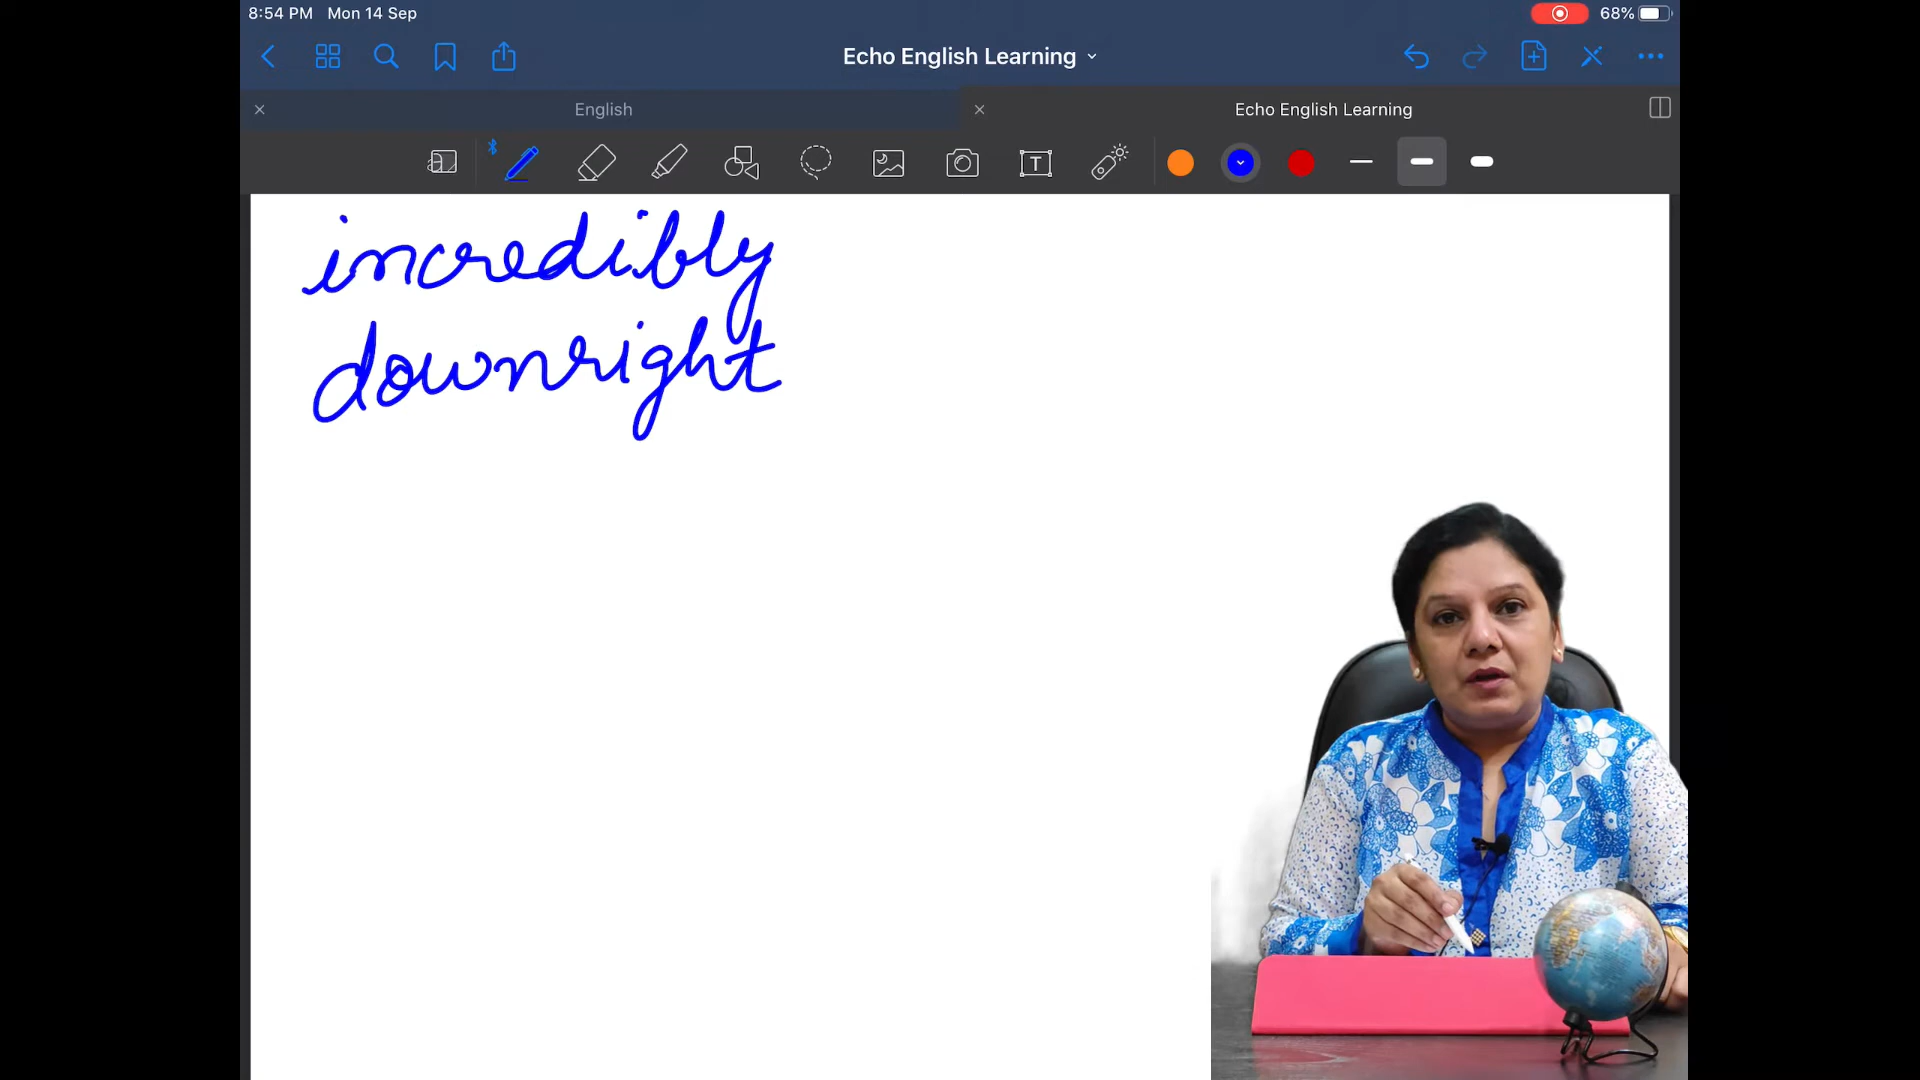 8:54 PM Mon 14 Sep
68%
Echo English Learning
English
Echo English Learning
T
incredibly
downright